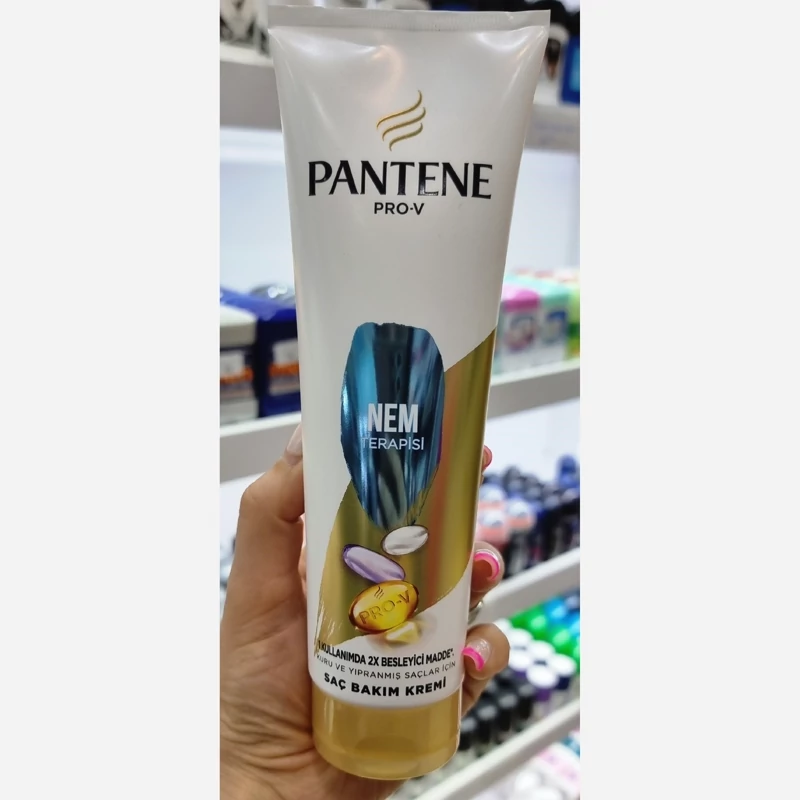 PANTENE
PRO-V
NEM
TERAPİSİ
PRO-V
1 KULLANIMDA 2X BESLEYİCİ MADDE*
KURU VE YIPRANMIŞ SAÇLAR İÇİN
SAÇ BAKIM KREMİ